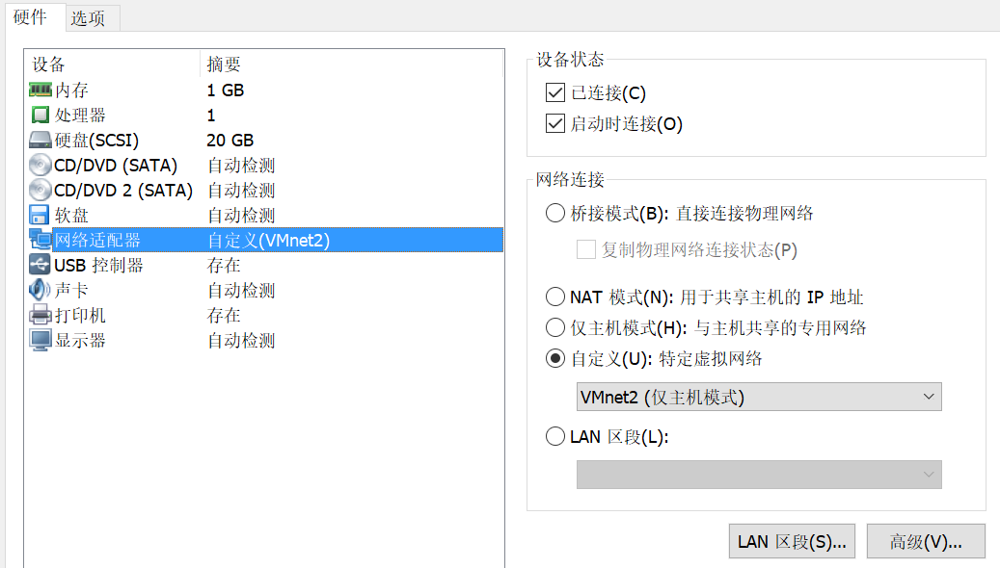 硬件 选项
设备 摘要
内存 1 GB
处理器 1
硬盘(SCSI) 20 GB
CD/DVD (SATA) 自动检测
CD/DVD 2 (SATA) 自动检测
软盘 自动检测
网络适配器 自定义(VMnet2)
USB 控制器 存在
声卡 自动检测
打印机 存在
显示器 自动检测
设备状态
已连接(C)
启动时连接(O)
网络连接
桥接模式(B): 直接连接物理网络
复制物理网络连接状态(P)
NAT 模式(N): 用于共享主机的 IP 地址
仅主机模式(H): 与主机共享的专用网络
自定义(U): 特定虚拟网络
VMnet2 (仅主机模式)
LAN 区段(L):
LAN 区段(S)... 高级(V)...